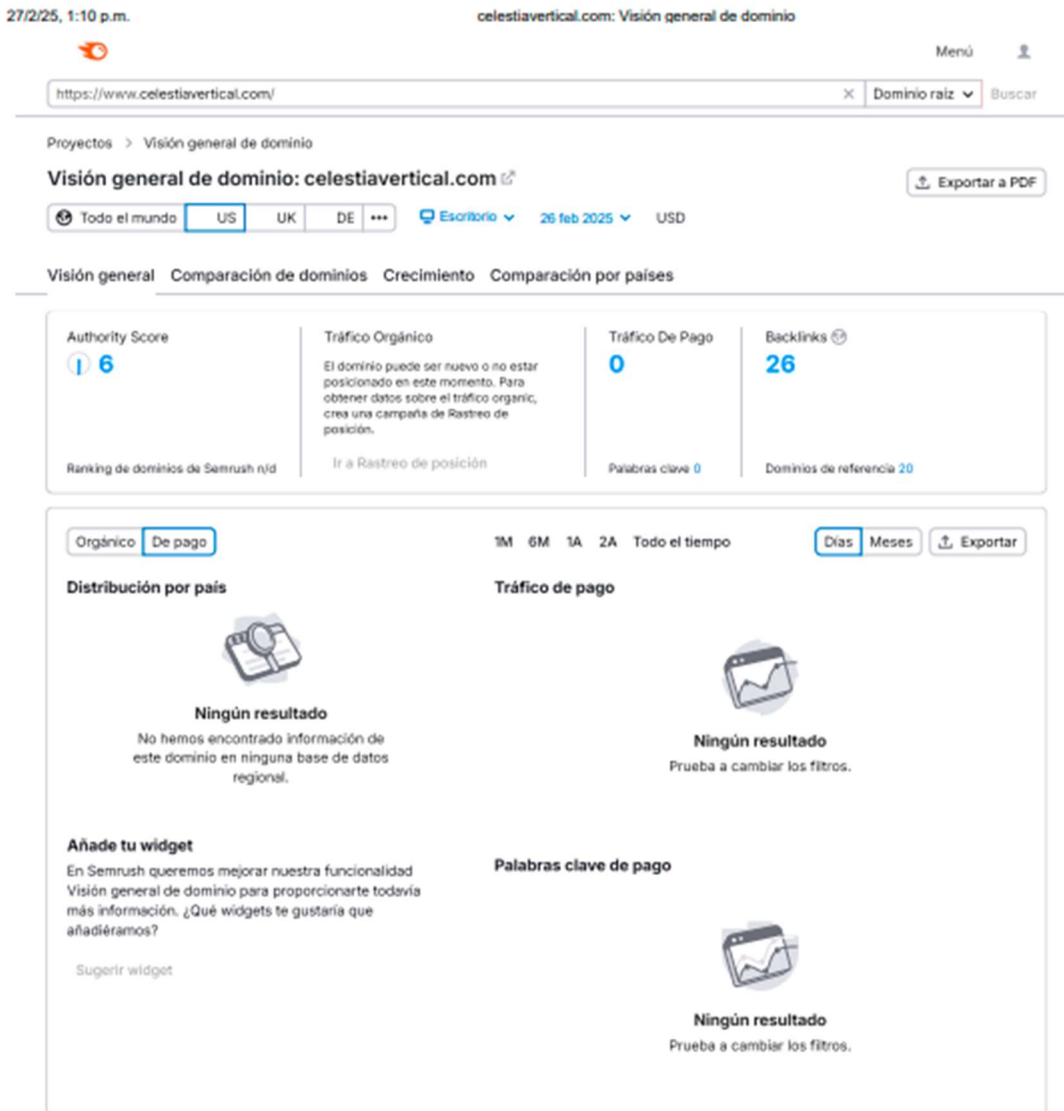 27/2/25, 1:10 p.m.
celestiavertical.com: Visión general de dominio
Menú
https://www.celestiavertical.com/
Dominio raíz
Buscar
Proyectos > Visión general de dominio
Visión general de dominio: celestiavertical.com
Exportar a PDF
Todo el mundo US UK DE •••
Escritorio
26 feb 2025
USD
Visión general Comparación de dominios Crecimiento Comparación por países
Authority Score
6
Ranking de dominios de Semrush n/d
Tráfico Orgánico
El dominio puede ser nuevo o no estar
posicionado en este momento. Para
obtener datos sobre el tráfico organic,
crea una campaña de Rastreo de
posición.
Ir a Rastreo de posición
Tráfico De Pago
0
Palabras clave 0
Backlinks
26
Dominios de referencia 20
Orgánico De pago
1M 6M 1A 2A Todo el tiempo
Días Meses
Exportar
Distribución por país
Ningún resultado
No hemos encontrado información de
este dominio en ninguna base de datos
regional.
Tráfico de pago
Ningún resultado
Prueba a cambiar los filtros.
Añade tu widget
En Semrush queremos mejorar nuestra funcionalidad
Visión general de dominio para proporcionarte todavía
más información. ¿Qué widgets te gustaría que
añadiéramos?
Sugerir widget
Palabras clave de pago
Ningún resultado
Prueba a cambiar los filtros.